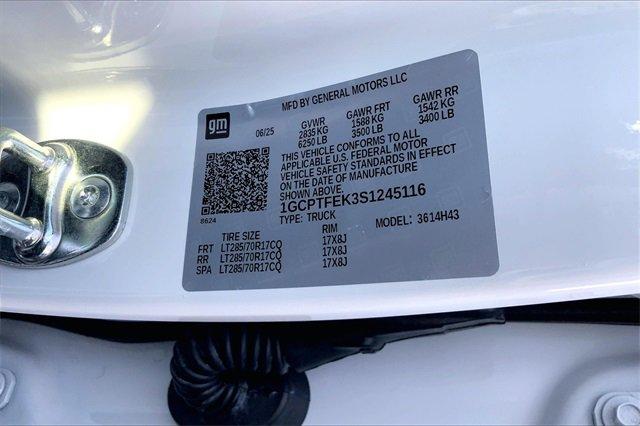 MFD BY GENERAL MOTORS LLC
gm
06/25
GVWR GAWR FRT GAWR RR
2835 KG 1588 KG 1542 KG
6250 LB 3500 LB 3400 LB
THIS VEHICLE CONFORMS TO ALL
APPLICABLE U.S. FEDERAL MOTOR
VEHICLE SAFETY STANDARDS IN EFFECT
ON THE DATE OF MANUFACTURE
SHOWN ABOVE.
1GCPTFEK3S1245116
8624
TYPE: TRUCK MODEL: 3614H43
TIRE SIZE RIM
FRT LT285/70R17CQ 17X8J
RR LT285/70R17CQ 17X8J
SPA LT285/70R17CQ 17X8J